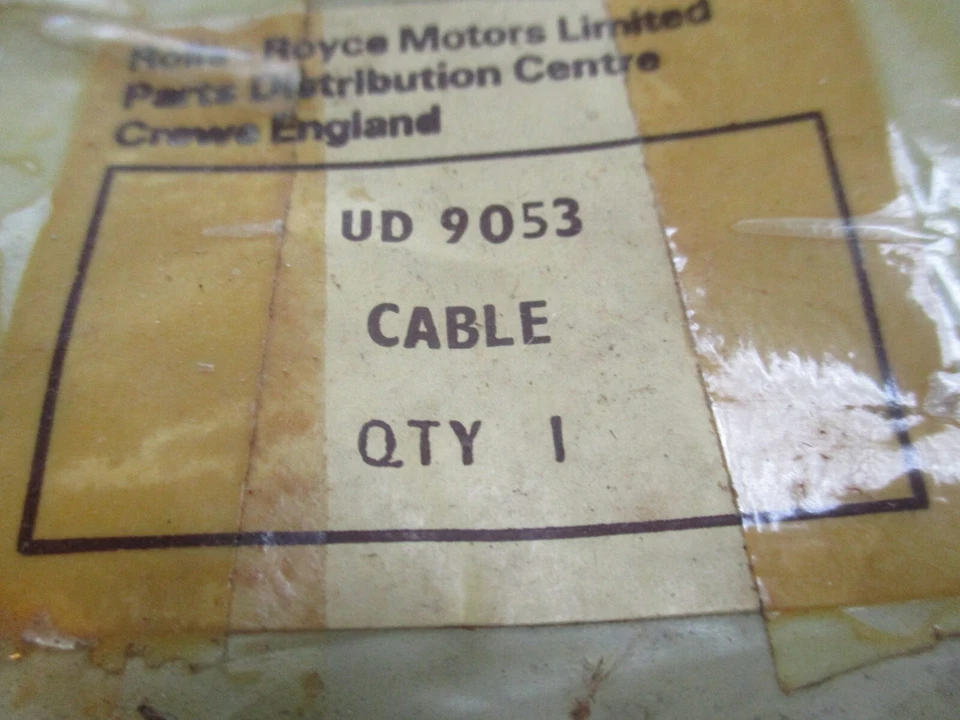 Rolls-Royce Motors Limited
Parts Distribution Centre
Crewe England
UD 9053
CABLE
QTY 1